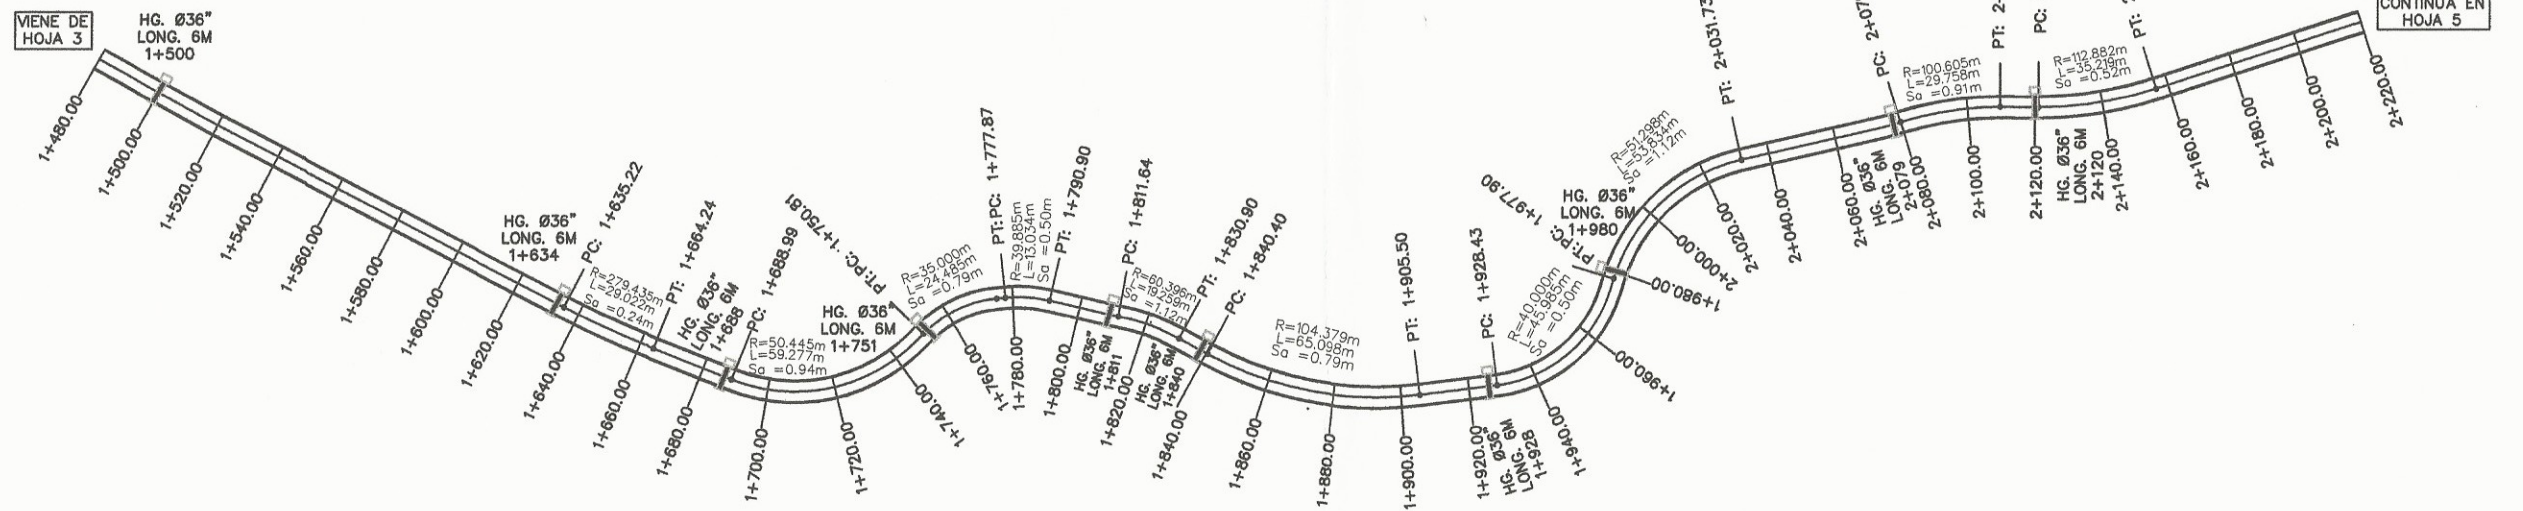 VIENE DE
HOJA 3
HG. Ø36"
LONG. 6M
1+500
1+480.00
1+500.00
1+520.00
1+540.00
1+560.00
1+580.00
1+600.00
1+620.00
HG. Ø36"
LONG. 6M
1+634
PC: 1+635.22
R=279.435m
L=29.022m
Sa =0.24m
1+640.00
PT: 1+664.24
1+660.00
HG. Ø36"
LONG. 6M
1+688
PC: 1+688.99
1+680.00
R=50.445m
L=59.277m
Sa =0.94m
1+700.00
1+720.00
HG. Ø36"
LONG. 6M
1+751
PT:PC: 1+750.81
1+740.00
R=35.000m
L=24.485m
Sa =0.79m
1+760.00
PT:PC: 1+777.87
1+780.00
R=39.885m
L=13.034m
Sa =0.50m
PT: 1+790.90
1+800.00
HG. Ø36"
LONG. 6M
1+811
PC: 1+811.64
1+820.00
R=60.396m
L=19.259m
Sa =1.12m
PT: 1+830.90
HG. Ø36"
LONG. 6M
1+840
PC: 1+840.40
1+840.00
R=104.379m
L=65.098m
Sa =0.79m
1+860.00
1+880.00
1+900.00
PT: 1+905.50
1+920.00
PC: 1+928.43
HG. Ø36"
LONG. 6M
1+928
R=40.000m
L=45.985m
Sa =0.50m
1+940.00
1+960.00
PT:PC: 1+977.90
HG. Ø36"
LONG. 6M
1+980
1+980.00
R=51.298m
L=53.834m
Sa =1.12m
2+000.00
2+020.00
PT: 2+031.73
2+040.00
2+060.00
HG. Ø36"
LONG. 6M
2+079
PC: 2+07
2+080.00
R=100.605m
L=29.758m
Sa =0.91m
2+100.00
PT: 2+
PC:
2+120.00
HG. Ø36"
LONG. 6M
2+120
R=112.882m
L=35.219m
Sa =0.52m
2+140.00
PT:
2+160.00
2+180.00
2+200.00
2+220.00
CONTINUA EN
HOJA 5